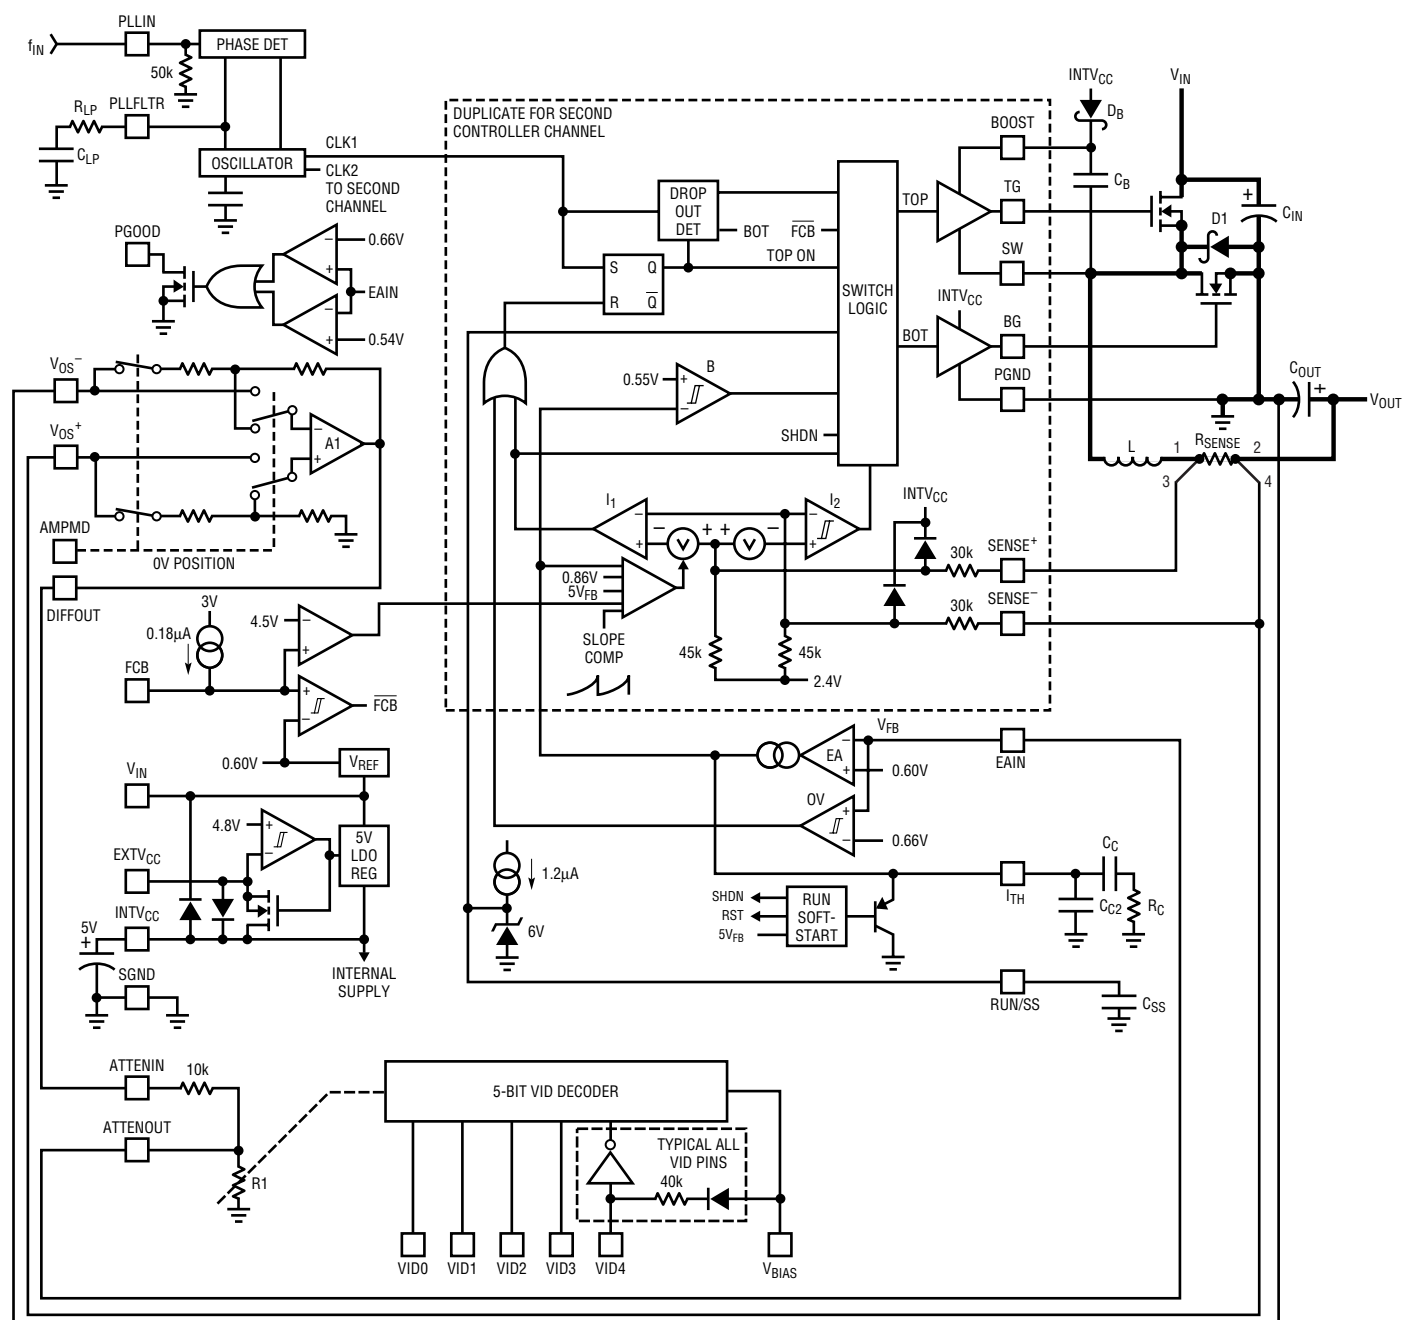 PLLIN
fIN
PHASE DET
50k
RLP
PLLFLTR
CLP
OSCILLATOR
CLK1
CLK2
TO SECOND
CHANNEL
PGOOD
−
0.66V
+
EAIN
−
+
0.54V
DUPLICATE FOR SECOND
CONTROLLER CHANNEL
DROP
OUT
DET
BOT
FCB
TOP ON
S
Q
R
Q
SWITCH
LOGIC
TOP
BOT
INTVCC
BOOST
TG
SW
BG
PGND
INTVCC
DB
CB
VIN
+
CIN
D1
COUT
+
VOUT
L
1
RSENSE
2
3
4
0.55V
+
−
B
SHDN
VOS−
VOS+
A1
−
+
AMPMD
0V POSITION
DIFFOUT
I1
−
+
−
V
+
+
V
−
I2
−
+
INTVCC
30k
SENSE+
30k
SENSE−
0.86V
5VFB
SLOPE
COMP
45k
45k
2.4V
3V
0.18µA
FCB
4.5V
−
+
+
−
FCB
0.60V
VREF
VIN
4.8V
+
−
5V
LDO
REG
EXTVCC
INTVCC
5V
+
SGND
INTERNAL
SUPPLY
VFB
−
EA
+
0.60V
EAIN
OV
+
−
0.66V
1.2µA
6V
SHDN
RST
5VFB
RUN
SOFT-
START
ITH
CC
CC2
RC
RUN/SS
CSS
ATTENIN
10k
ATTENOUT
R1
5-BIT VID DECODER
TYPICAL ALL
VID PINS
40k
VID0
VID1
VID2
VID3
VID4
VBIAS